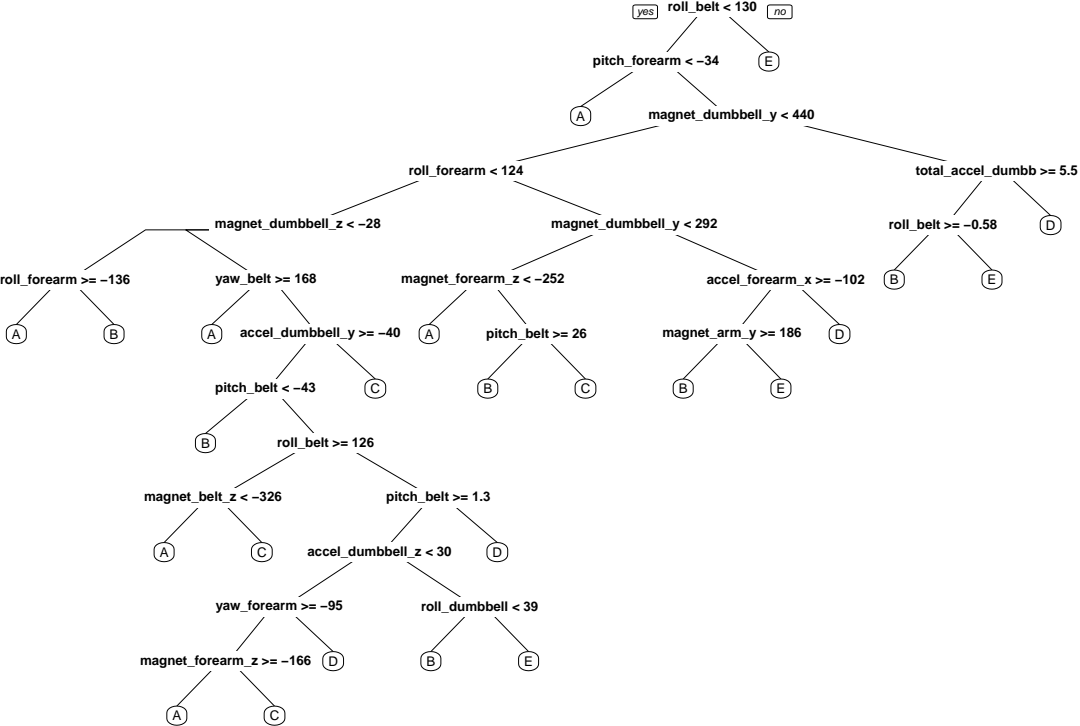 yes roll_belt < 130 no
pitch_forearm < −34 E
A magnet_dumbbell_y < 440
roll_forearm < 124 total_accel_dumbb >= 5.5
magnet_dumbbell_z < −28 magnet_dumbbell_y < 292 roll_belt >= −0.58 D
roll_forearm >= −136 yaw_belt >= 168 magnet_forearm_z < −252 accel_forearm_x >= −102 B E
A B A accel_dumbbell_y >= −40 A pitch_belt >= 26 magnet_arm_y >= 186 D
pitch_belt < −43 C B C B E
B roll_belt >= 126
magnet_belt_z < −326 pitch_belt >= 1.3
A C accel_dumbbell_z < 30 D
yaw_forearm >= −95 roll_dumbbell < 39
magnet_forearm_z >= −166 D B E
A C